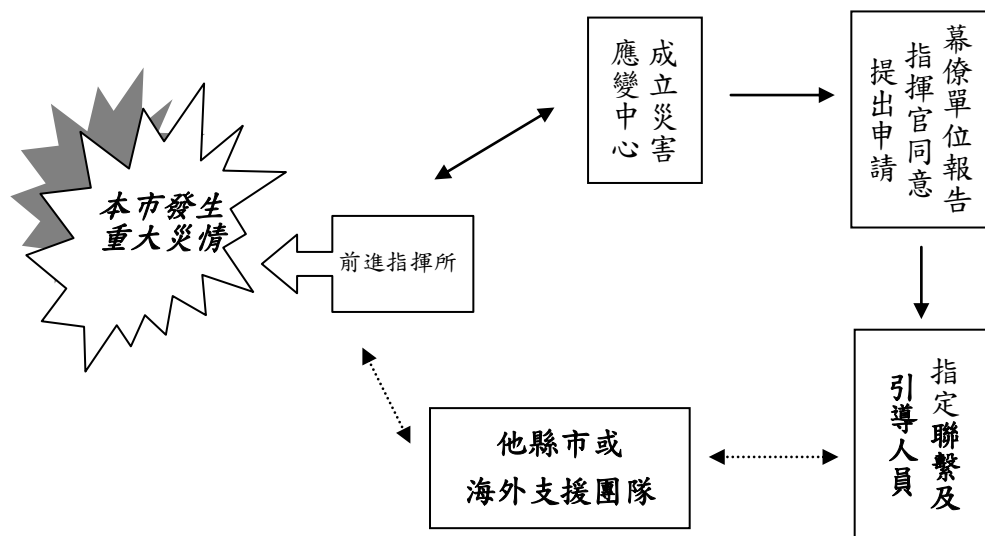 本市發生
重大災情
前進指揮所
成立災害
應變中心
幕僚單位報告
指揮官同意
提出申請
指定聯繫及
引導人員
他縣市或
海外支援團隊